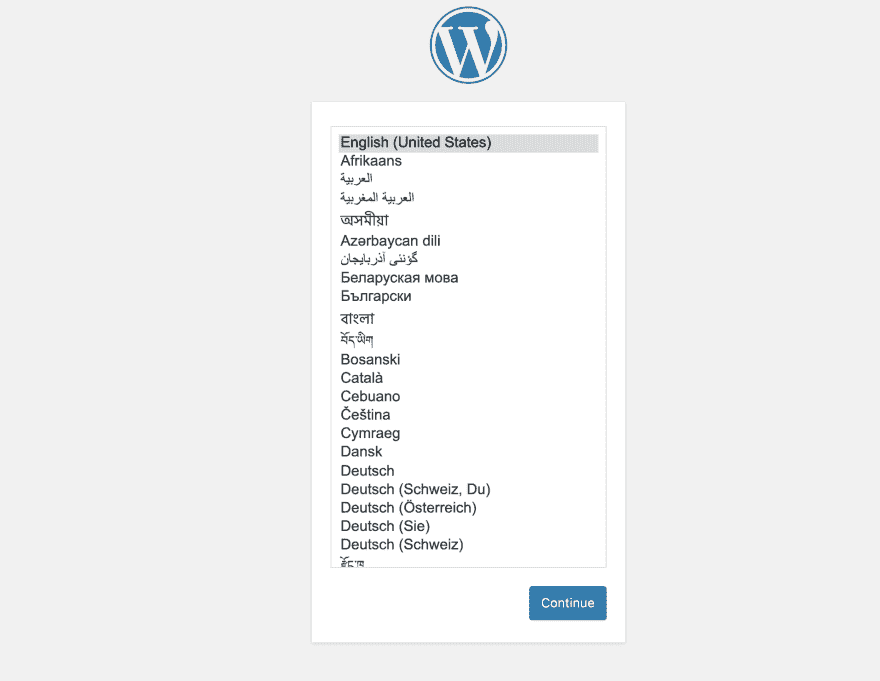 English (United States)
Afrikaans
العربية
العربية المغربية
অসমীয়া
Azərbaycan dili
گؤنئی آذربایجان
Беларуская мова
Български
বাংলা
བོད་ཡིག
Bosanski
Català
Cebuano
Čeština
Cymraeg
Dansk
Deutsch
Deutsch (Schweiz, Du)
Deutsch (Österreich)
Deutsch (Sie)
Deutsch (Schweiz)
Continue